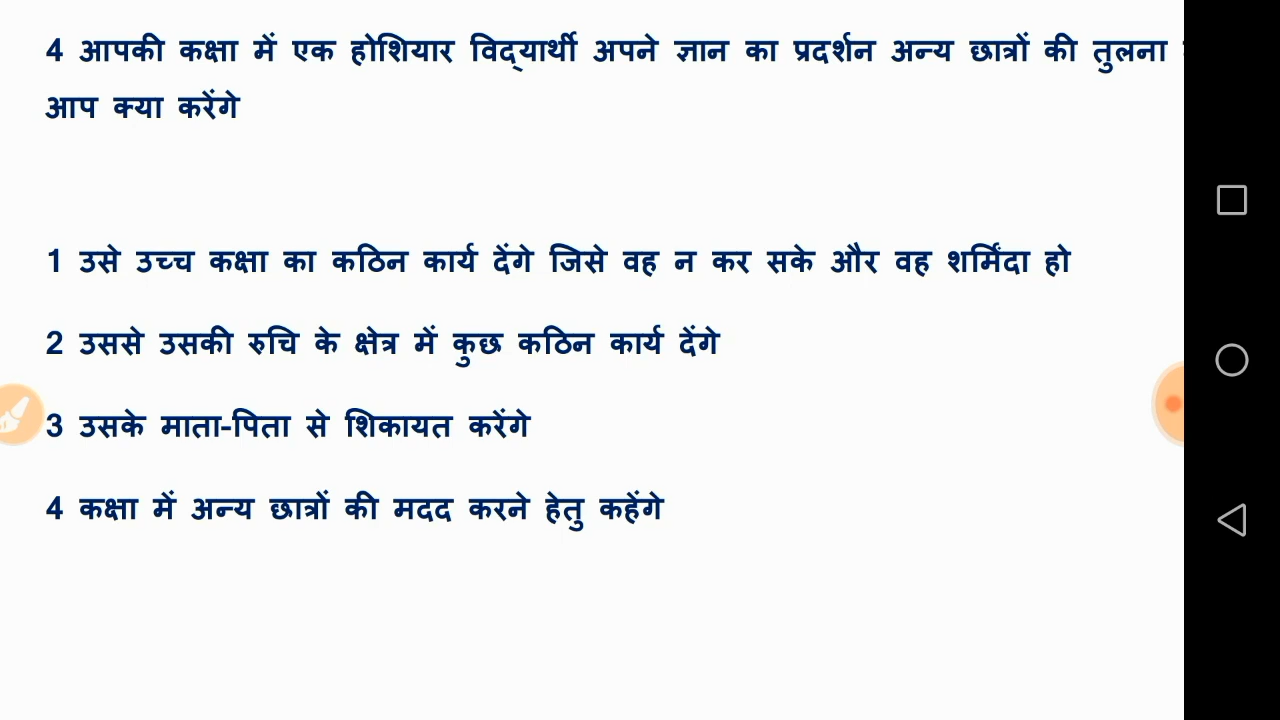 4 आपकी कक्षा में एक होशियार विद्यार्थी अपने ज्ञान का प्रदर्शन अन्य छात्रों की तुलना
आप क्या करेंगे
1 उसे उच्च कक्षा का कठिन कार्य देंगे जिसे वह न कर सके और वह शर्मिंदा हो
2 उससे उसकी रुचि के क्षेत्र में कुछ कठिन कार्य देंगे
3 उसके माता-पिता से शिकायत करेंगे
4 कक्षा में अन्य छात्रों की मदद करने हेतु कहेंगे